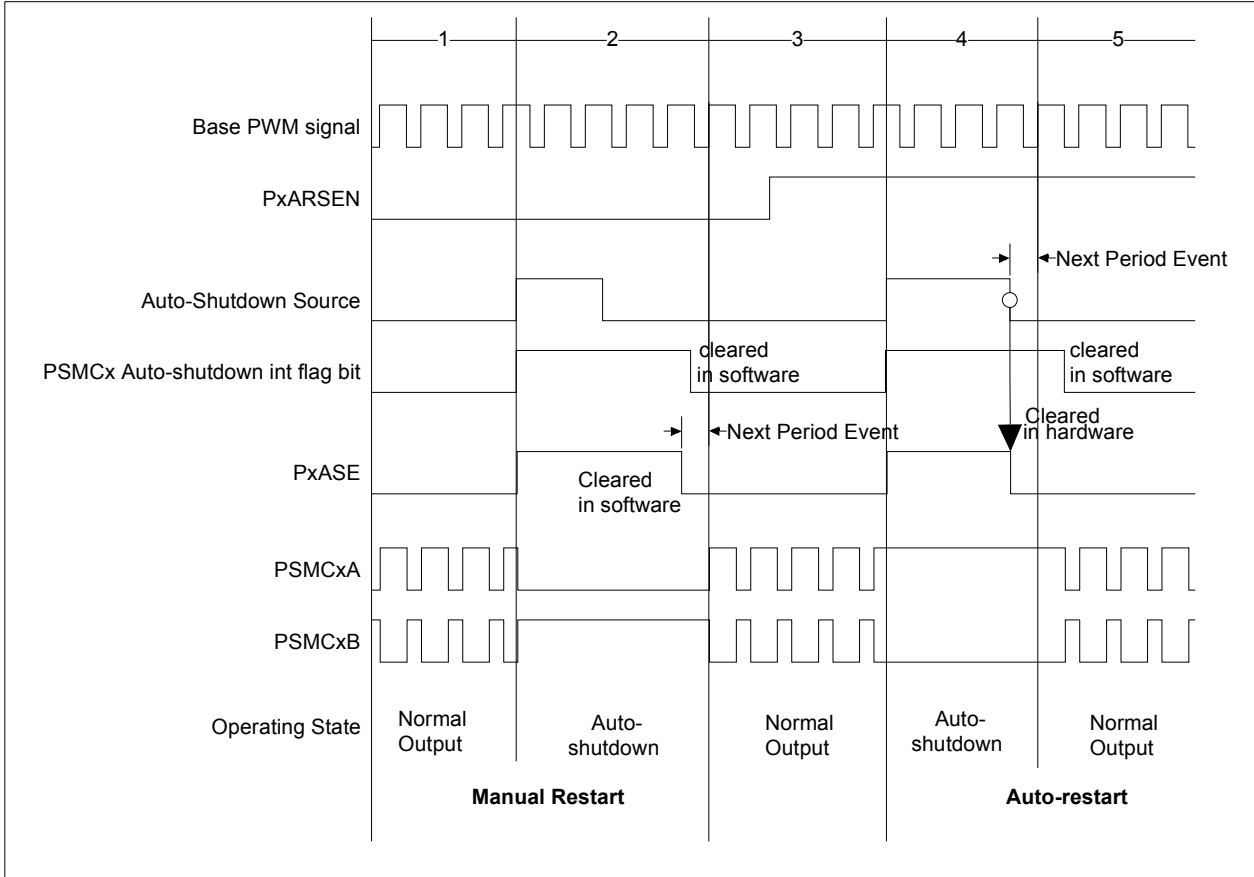 1
2
3
4
5
Base PWM signal
PxARSEN
Next Period Event
Auto-Shutdown Source
PSMCx Auto-shutdown int flag bit
cleared
in software
cleared
in software
Next Period Event
Cleared
in hardware
PxASE
Cleared
in software
PSMCxA
PSMCxB
Operating State
Normal
Output
Auto-
shutdown
Normal
Output
Auto-
shutdown
Normal
Output
Manual Restart
Auto-restart